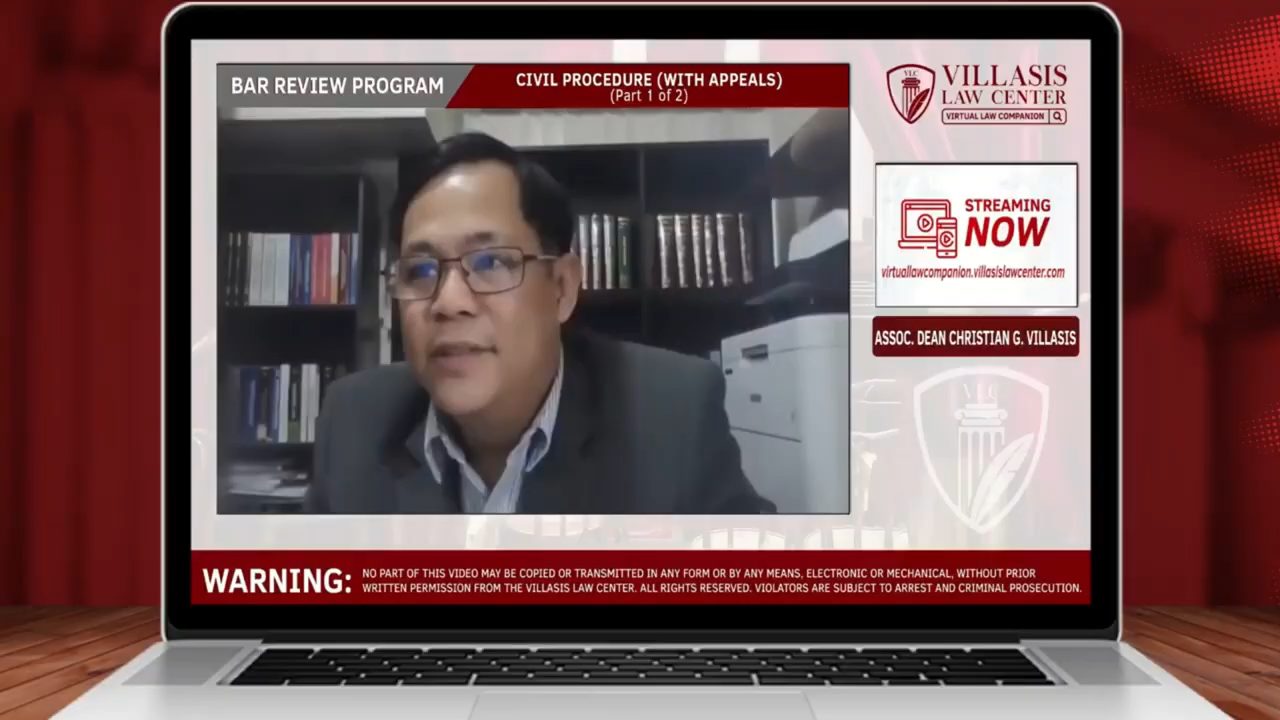 BAR REVIEW PROGRAM
CIVIL PROCEDURE (WITH APPEALS)
(Part 1 of 2)
VLC
VILLASIS
LAW CENTER
VIRTUAL LAW COMPANION
STREAMING
NOW
virtuallawcompanion.villasislawcenter.com
ASSOC. DEAN CHRISTIAN G. VILLASIS
VLC
WARNING:
NO PART OF THIS VIDEO MAY BE COPIED OR TRANSMITTED IN ANY FORM OR BY ANY MEANS, ELECTRONIC OR MECHANICAL, WITHOUT PRIOR
WRITTEN PERMISSION FROM THE VILLASIS LAW CENTER. ALL RIGHTS RESERVED. VIOLATORS ARE SUBJECT TO ARREST AND CRIMINAL PROSECUTION.